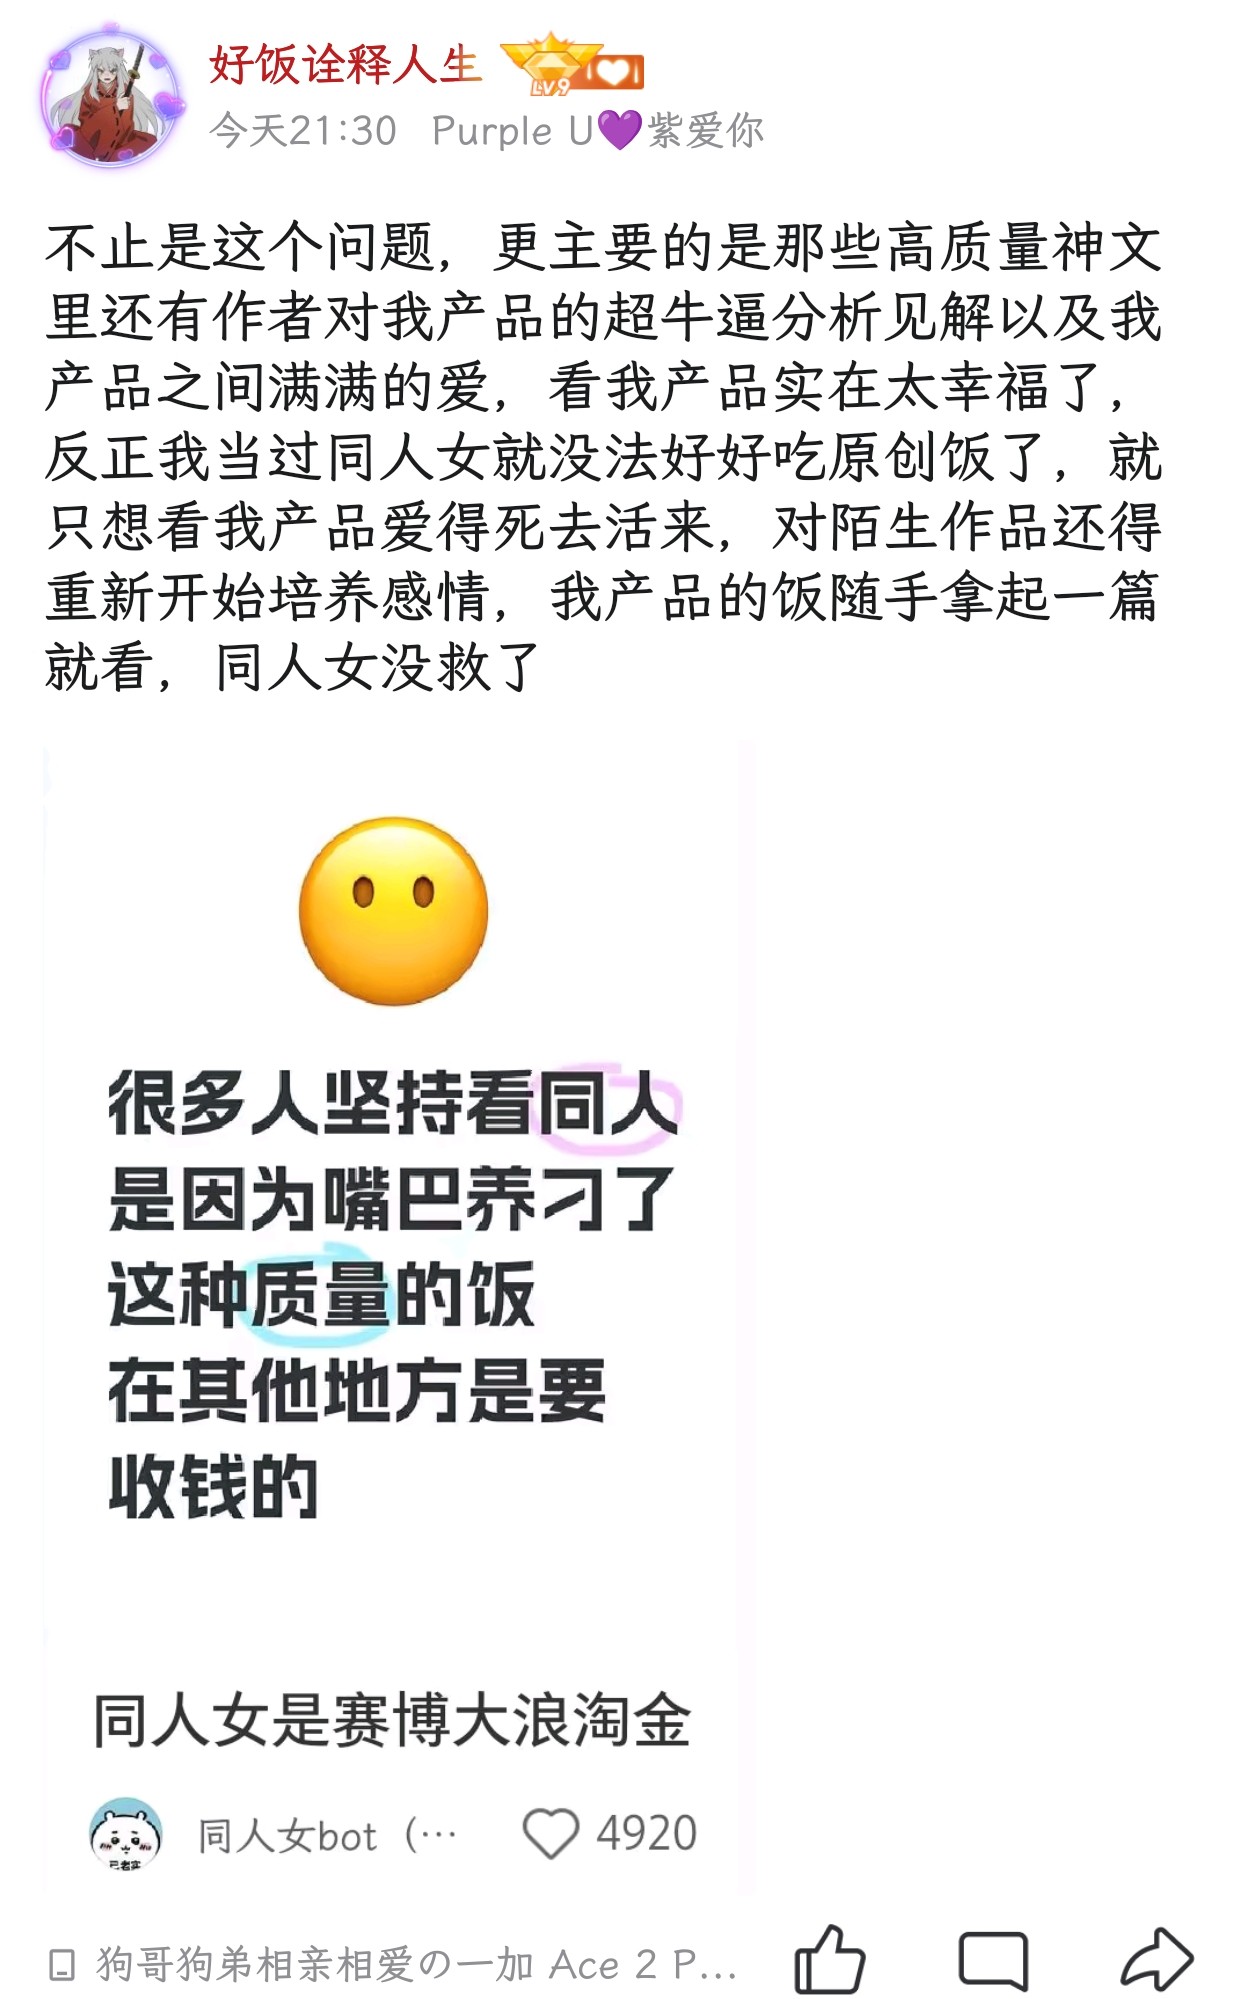 好饭诠释人生
LV9
今天21:30 Purple U💜紫爱你
不止是这个问题，更主要的是那些高质量神文
里还有作者对我产品的超牛逼分析见解以及我
产品之间满满的爱，看我产品实在太幸福了，
反正我当过同人女就没法好好吃原创饭了，就
只想看我产品爱得死去活来，对陌生作品还得
重新开始培养感情，我产品的饭随手拿起一篇
就看，同人女没救了
很多人坚持看同人
是因为嘴巴养刁了
这种质量的饭
在其他地方是要
收钱的
同人女是赛博大浪淘金
同人女bot（…
4920
狗哥狗弟相亲相爱の一加 Ace 2 P...